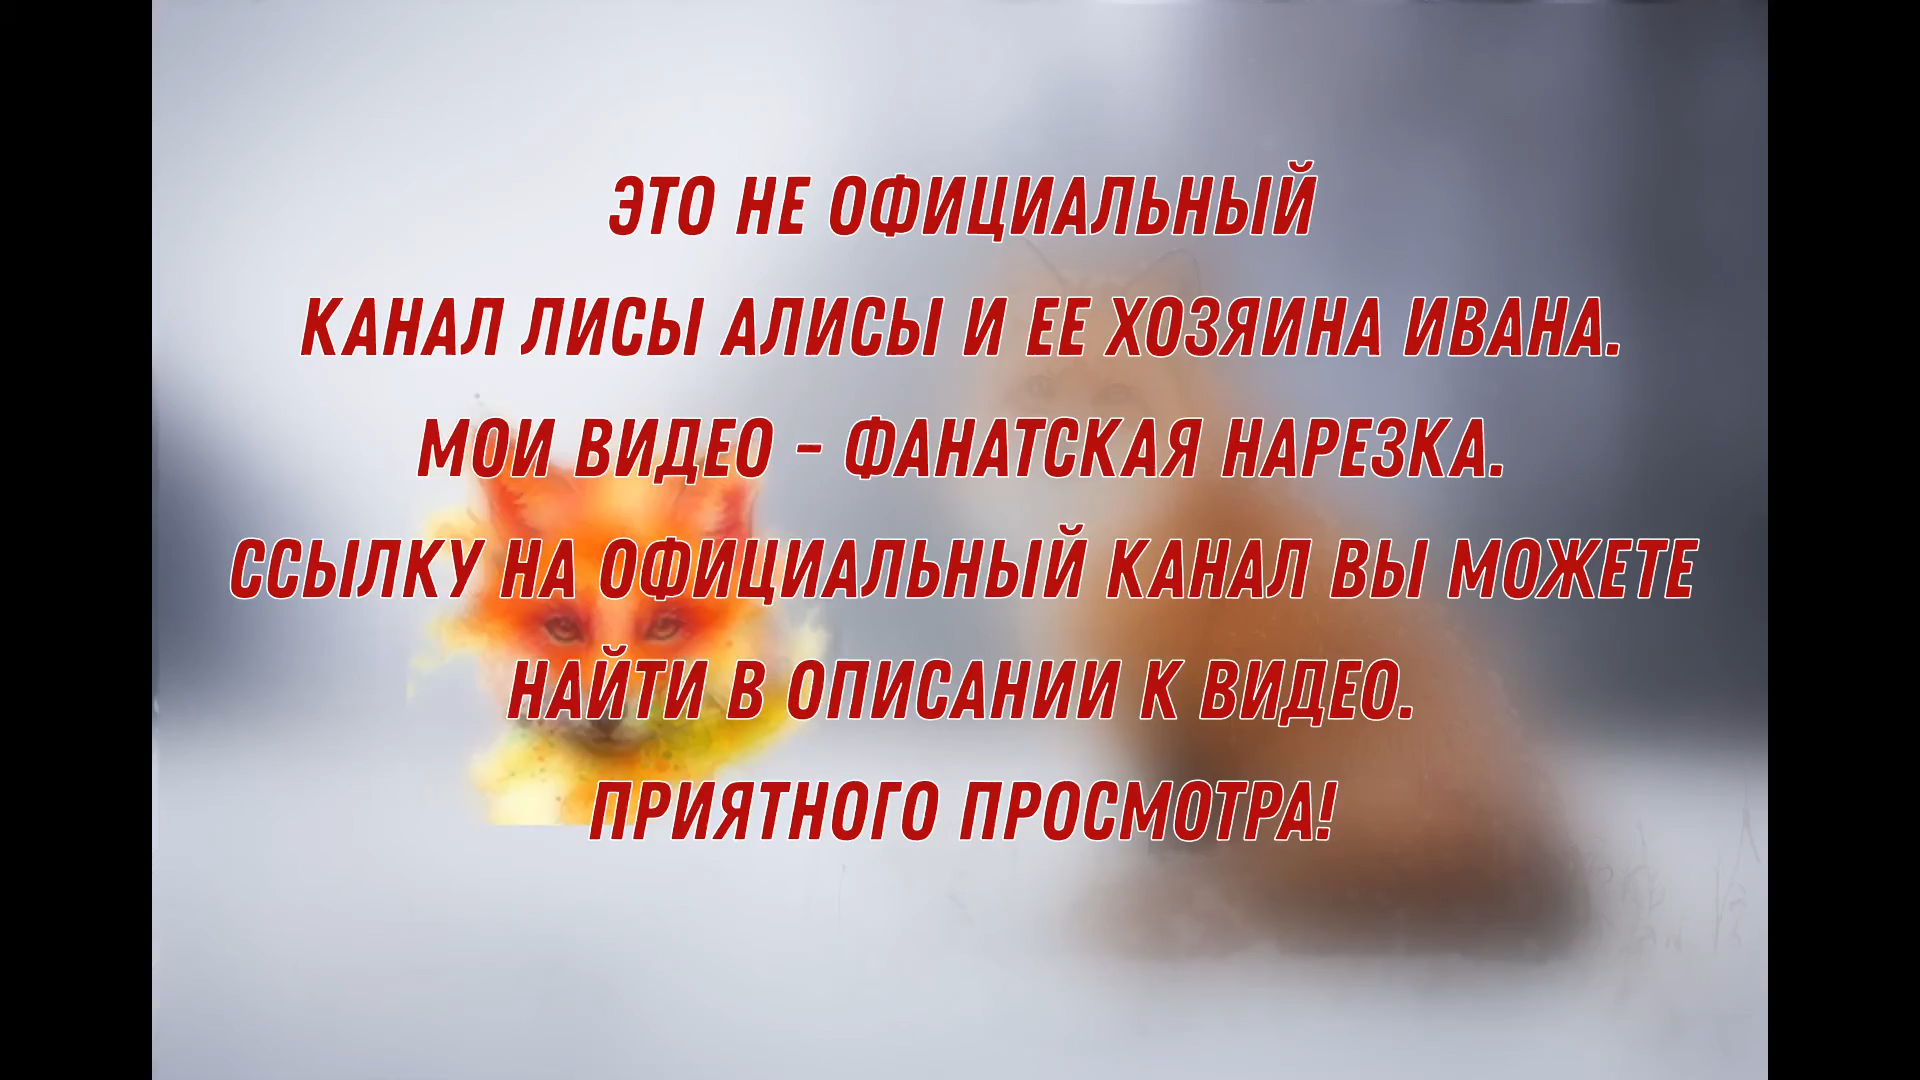 ЭТО НЕ ОФИЦИАЛЬНЫЙ
КАНАЛ ЛИСЫ АЛИСЫ И ЕЕ ХОЗЯИНА ИВАНА.
МОИ ВИДЕО - ФАНАТСКАЯ НАРЕЗКА.
ССЫЛКУ НА ОФИЦИАЛЬНЫЙ КАНАЛ ВЫ МОЖЕТЕ
НАЙТИ В ОПИСАНИИ К ВИДЕО.
ПРИЯТНОГО ПРОСМОТРА!